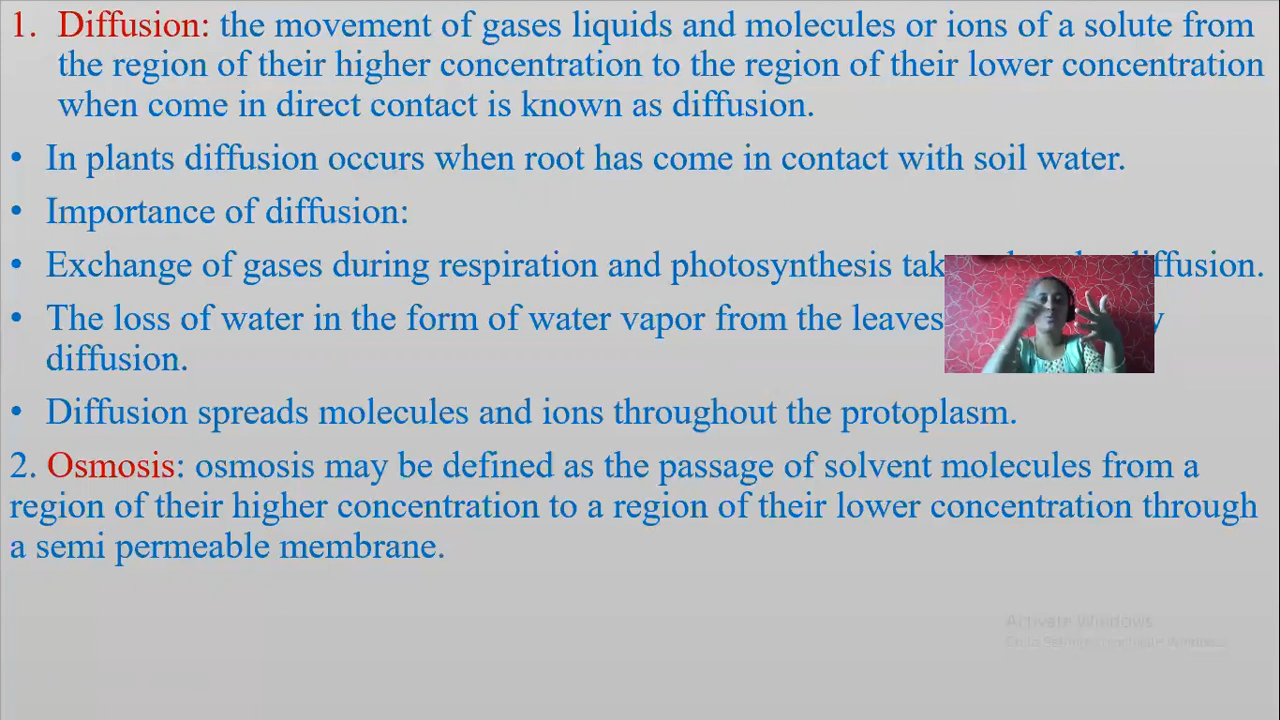 1. Diffusion: the movement of gases liquids and molecules or ions of a solute from
the region of their higher concentration to the region of their lower concentration
when come in direct contact is known as diffusion.
• In plants diffusion occurs when root has come in contact with soil water.
• Importance of diffusion:
• Exchange of gases during respiration and photosynthesis diffusion.
• The loss of water in the form of water vapor from the leaves
diffusion.
• Diffusion spreads molecules and ions throughout the protoplasm.
2. Osmosis: osmosis may be defined as the passage of solvent molecules from a
region of their higher concentration to a region of their lower concentration through
a semi permeable membrane.
Activate Windows